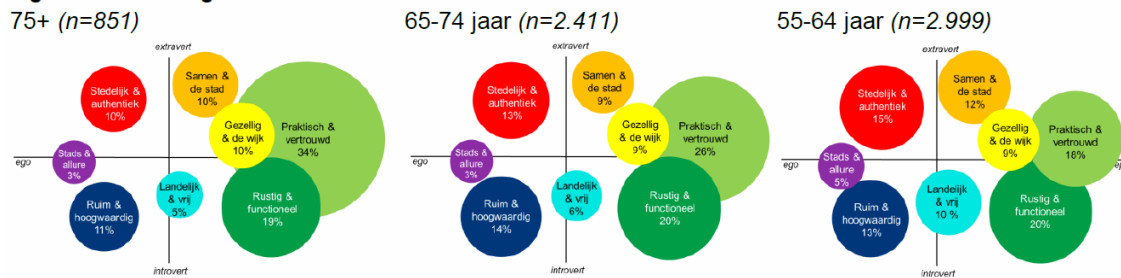 75+ (n=851)
extravert
Samen &
de stad
10%
Stedelijk &
authentiek
10%
Gezellig
& de wijk
10%
Praktisch &
vertrouwd
34%
ego
Stads &
allure
3%
Landelijk
& vrij
5%
Rustig &
functioneel
19%
Ruim &
hoogwaardig
11%
introvert
65-74 jaar (n=2.411)
extravert
Samen &
de stad
9%
Stedelijk &
authentiek
13%
Gezellig
& de wijk
9%
Praktisch &
vertrouwd
26%
ego
Stads &
allure
3%
Landelijk
& vrij
6%
Rustig &
functioneel
20%
Ruim &
hoogwaardig
14%
introvert
55-64 jaar (n=2.999)
extravert
Samen &
de stad
12%
Stedelijk &
authentiek
15%
Gezellig
& de wijk
9%
Praktisch &
vertrouwd
18%
ego
Stads &
allure
5%
Landelijk
& vrij
10 %
Rustig &
functioneel
20%
Ruim &
hoogwaardig
13%
introvert